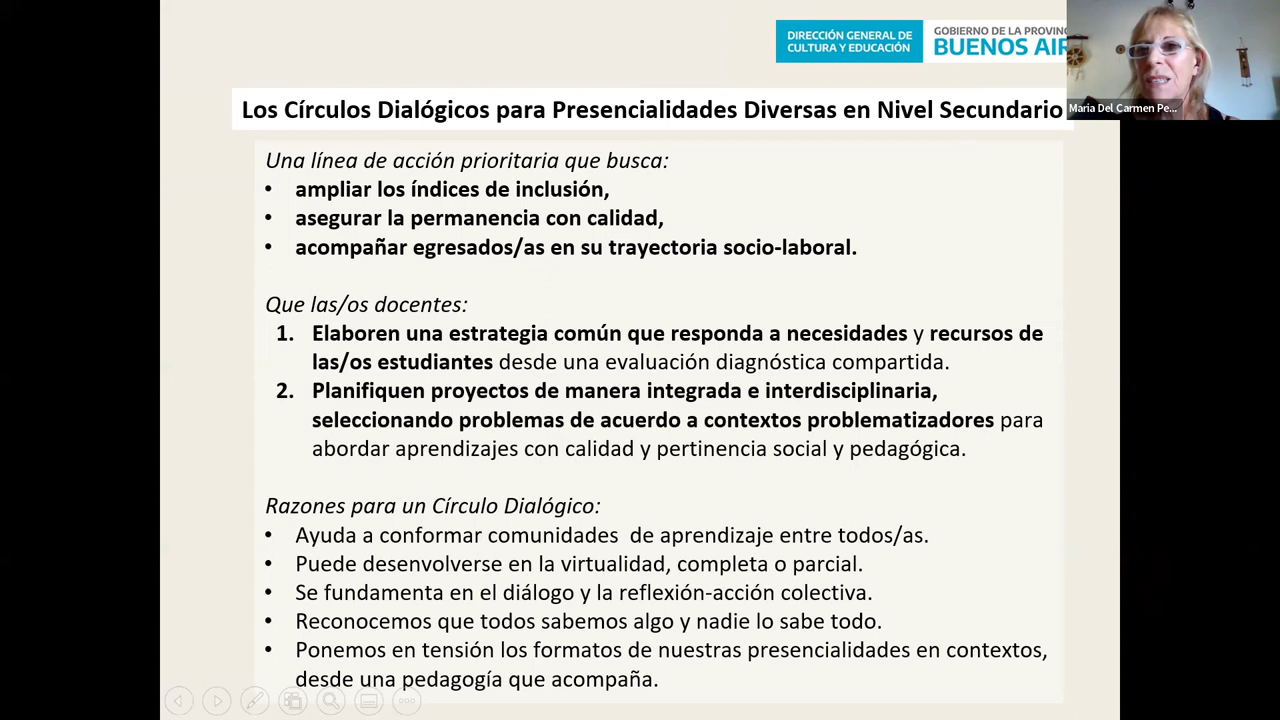 DIRECCIÓN GENERAL DE
CULTURA Y EDUCACIÓN
GOBIERNO DE LA
BUENOS
Maria Del Carmen Pe...
Los Círculos Dialógicos para Presencialidades Diversas en Nivel Secundario
Una línea de acción prioritaria que busca:
• ampliar los índices de inclusión,
• asegurar la permanencia con calidad,
• acompañar egresados/as en su trayectoria socio-laboral.
Que las/os docentes:
1. Elaboren una estrategia común que responda a necesidades y recursos de
las/os estudiantes desde una evaluación diagnóstica compartida.
2. Planifiquen proyectos de manera integrada e interdisciplinaria,
seleccionando problemas de acuerdo a contextos problematizadores para
abordar aprendizajes con calidad y pertinencia social y pedagógica.
Razones para un Círculo Dialógico:
• Ayuda a conformar comunidades  de aprendizaje entre todos/as.
• Puede desenvolverse en la virtualidad, completa o parcial.
• Se fundamenta en el diálogo y la reflexión-acción colectiva.
• Reconocemos que todos sabemos algo y nadie lo sabe todo.
• Ponemos en tensión los formatos de nuestras presencialidades en contextos,
desde una pedagogía que acompaña.